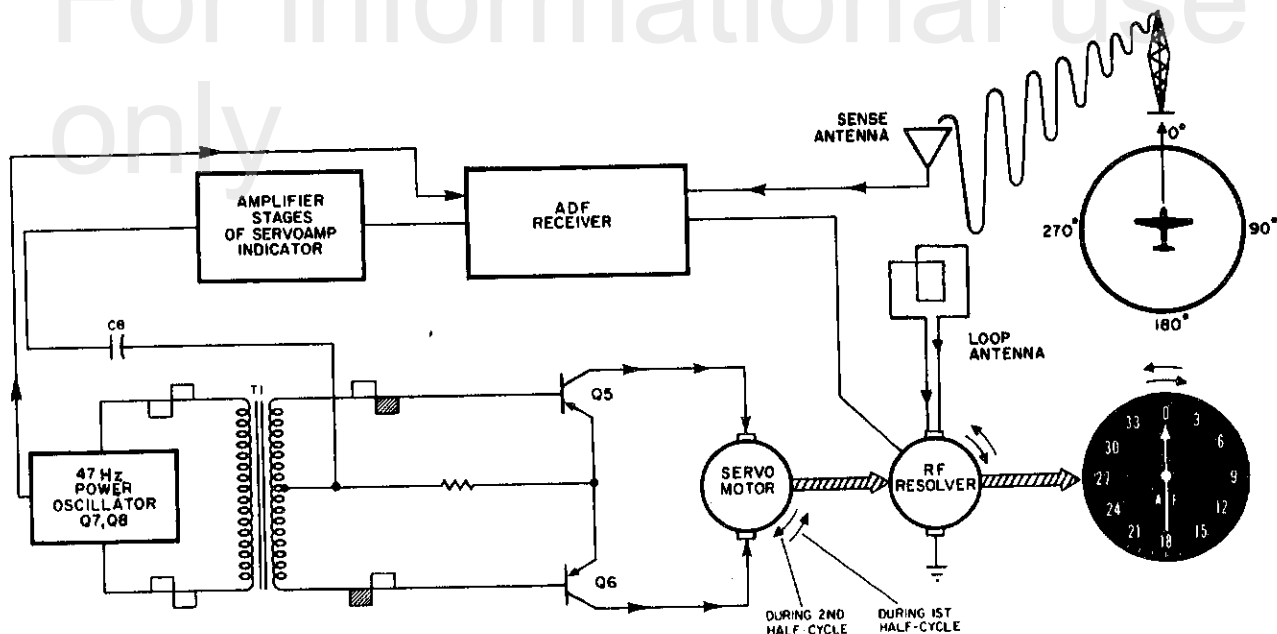 For informational use
only
SENSE
ANTENNA
0°
270°
90°
180°
AMPLIFIER
STAGES
OF SERVOAMP
INDICATOR
ADF
RECEIVER
C8
LOOP
ANTENNA
T1
Q5
47 Hz
POWER
OSCILLATOR
Q7,Q8
SERVO
MOTOR
RF
RESOLVER
Q6
0
3
6
9
12
15
18
21
24
27
30
33
DURING 2ND
HALF-CYCLE
DURING 1ST
HALF-CYCLE